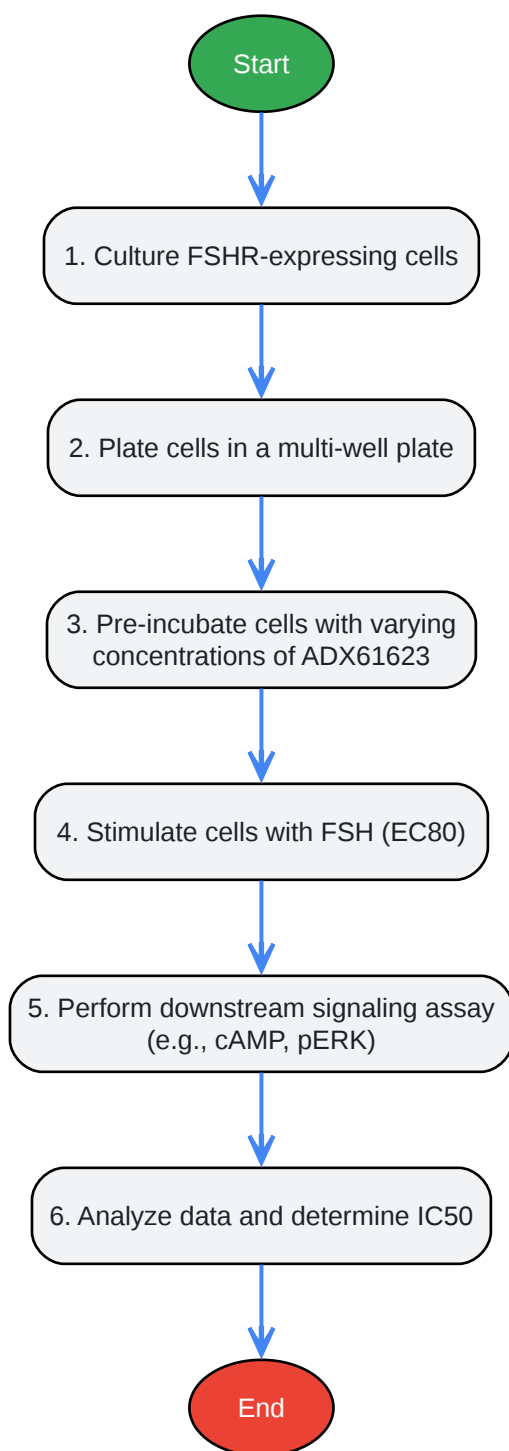 Start
1. Culture FSHR-expressing cells
2. Plate cells in a multi-well plate
3. Pre-incubate cells with varying
concentrations of ADX61623
4. Stimulate cells with FSH (EC80)
5. Perform downstream signaling assay
(e.g., cAMP, pERK)
6. Analyze data and determine IC50
End